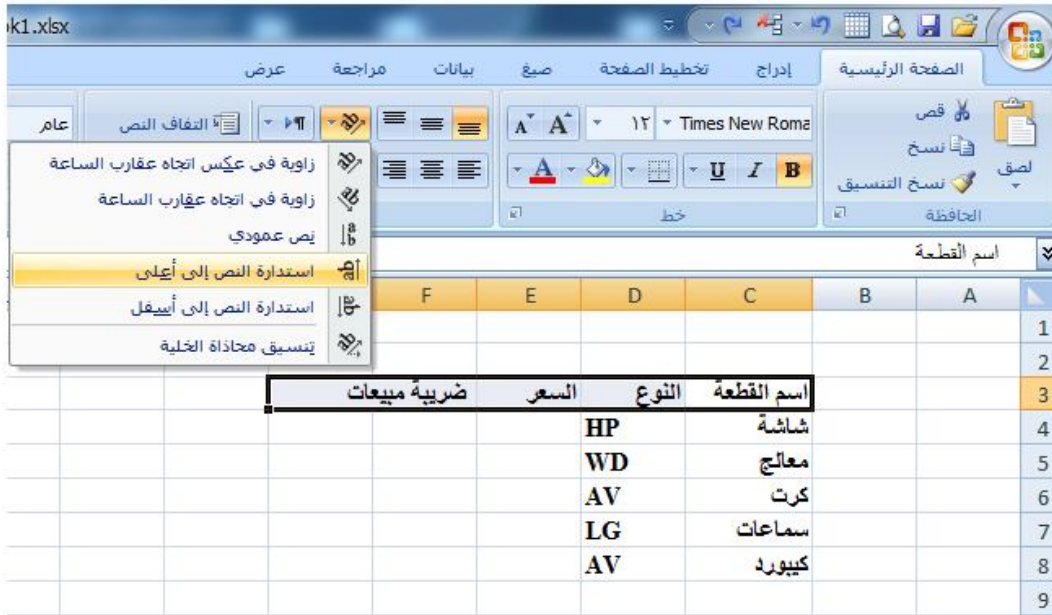 ok1.xlsx
الصفحة الرئيسية إدراج تخطيط الصفحة صيغ بيانات مراجعة عرض
قص
نسخ
نسخ التنسيق
لصق
الحافظة
Times New Roma ١٢
B I U A
خط
التفاف النص
عام
زاوية في عكس اتجاه عقارب الساعة
زاوية في اتجاه عقارب الساعة
نص عمودي
استدارة النص إلى أعلى
استدارة النص إلى أسفل
تنسيق محاذاة الخلية
اسم القطعة
A B C D E F
1
2
3 اسم القطعة النوع السعر ضريبة مبيعات
4 شاشة HP
5 معالج WD
6 كرت AV
7 سماعات LG
8 كيبورد AV
9